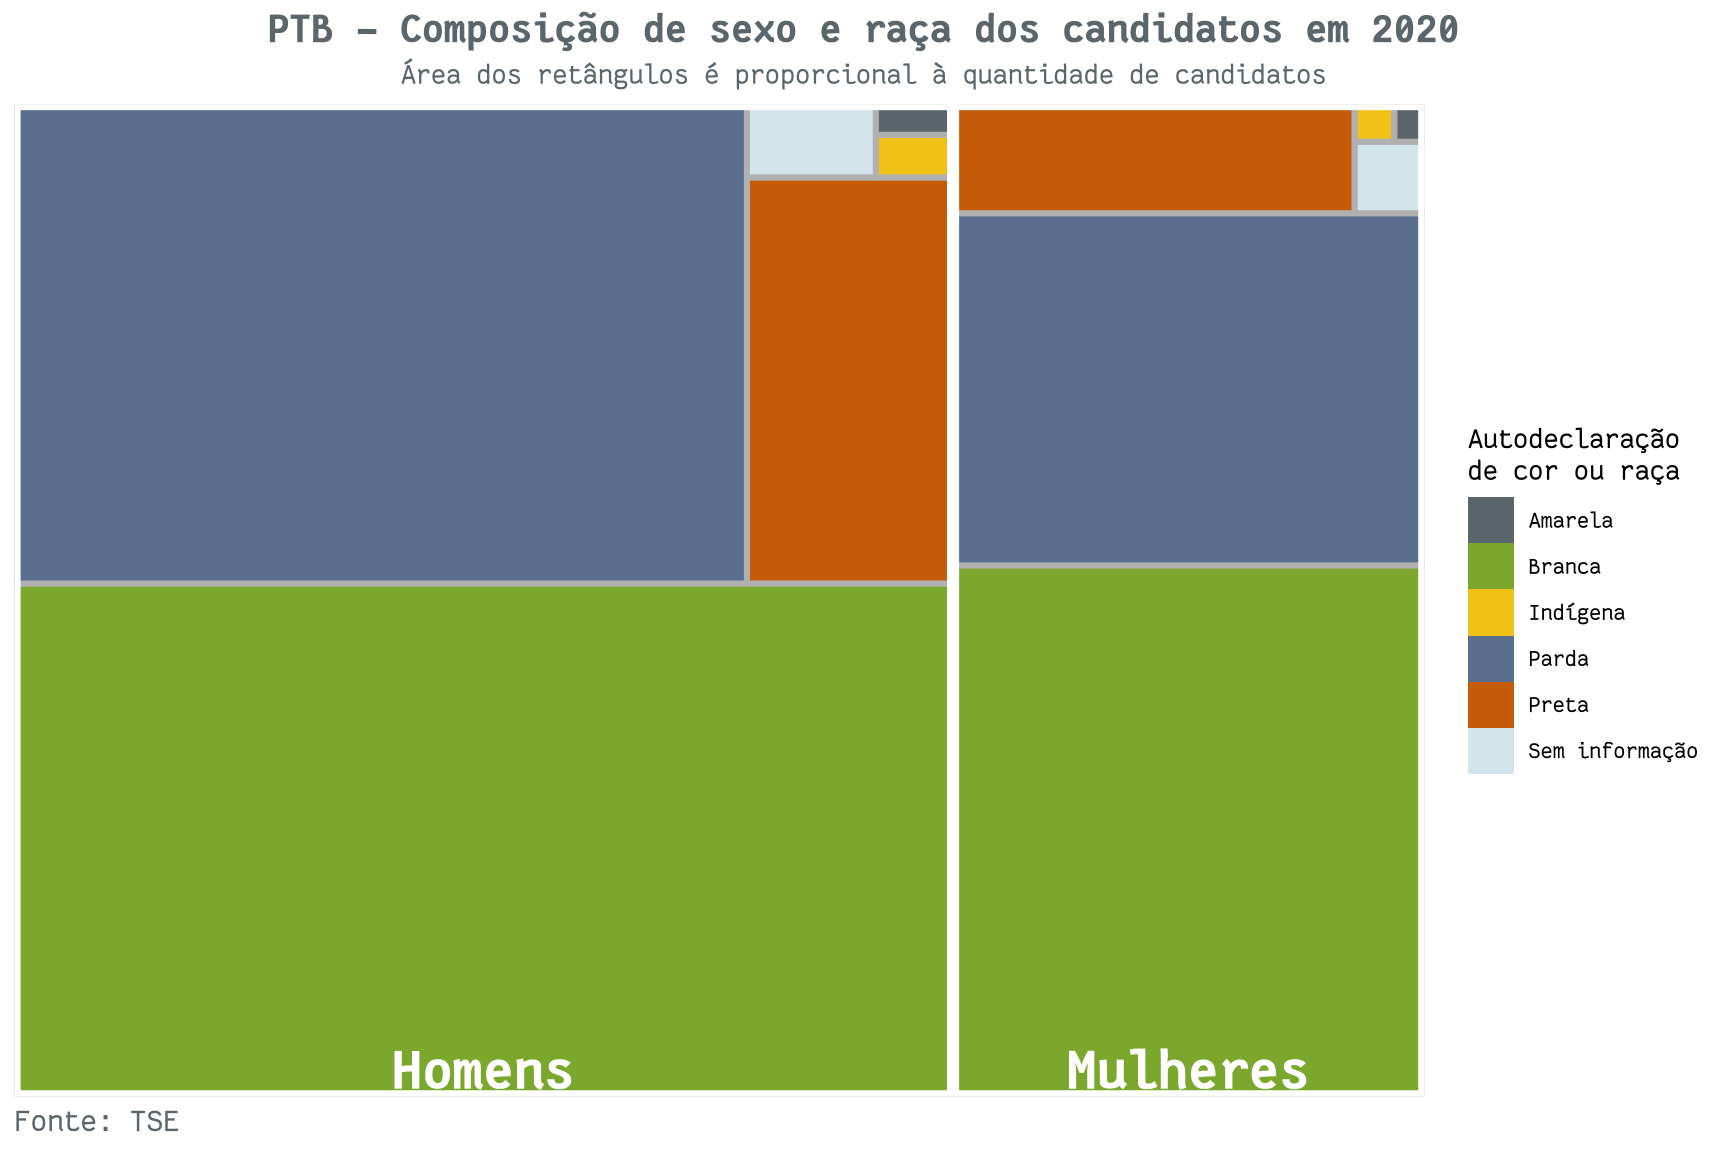 PTB – Composição de sexo e raça dos candidatos em 2020
Área dos retângulos é proporcional à quantidade de candidatos
Autodeclaração
de cor ou raça
Amarela
Branca
Indígena
Parda
Preta
Sem informação
Homens
Mulheres
Fonte: TSE